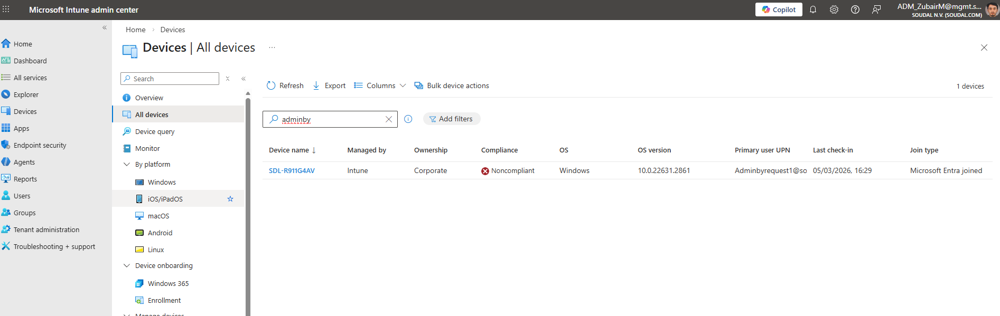 Microsoft Intune admin center
Copilot
ADM_ZubairM@mgmt.s...
SOUDAL N.V. (SOUDAL.COM)
Home
Dashboard
All services
Explorer
Devices
Apps
Endpoint security
Agents
Reports
Users
Groups
Tenant administration
Troubleshooting + support
Home > Devices
Devices | All devices ...
Search
Overview
All devices
Device query
Monitor
By platform
Windows
iOS/iPadOS
macOS
Android
Linux
Device onboarding
Windows 365
Enrollment
Manage devices
Refresh Export Columns Bulk device actions
1 devices
adminby
Add filters
Device name ↓ Managed by Ownership Compliance OS OS version Primary user UPN Last check-in Join type
SDL-R911G4AV Intune Corporate Noncompliant Windows 10.0.22631.2861 Adminbyrequest1@so 05/03/2026, 16:29 Microsoft Entra joined